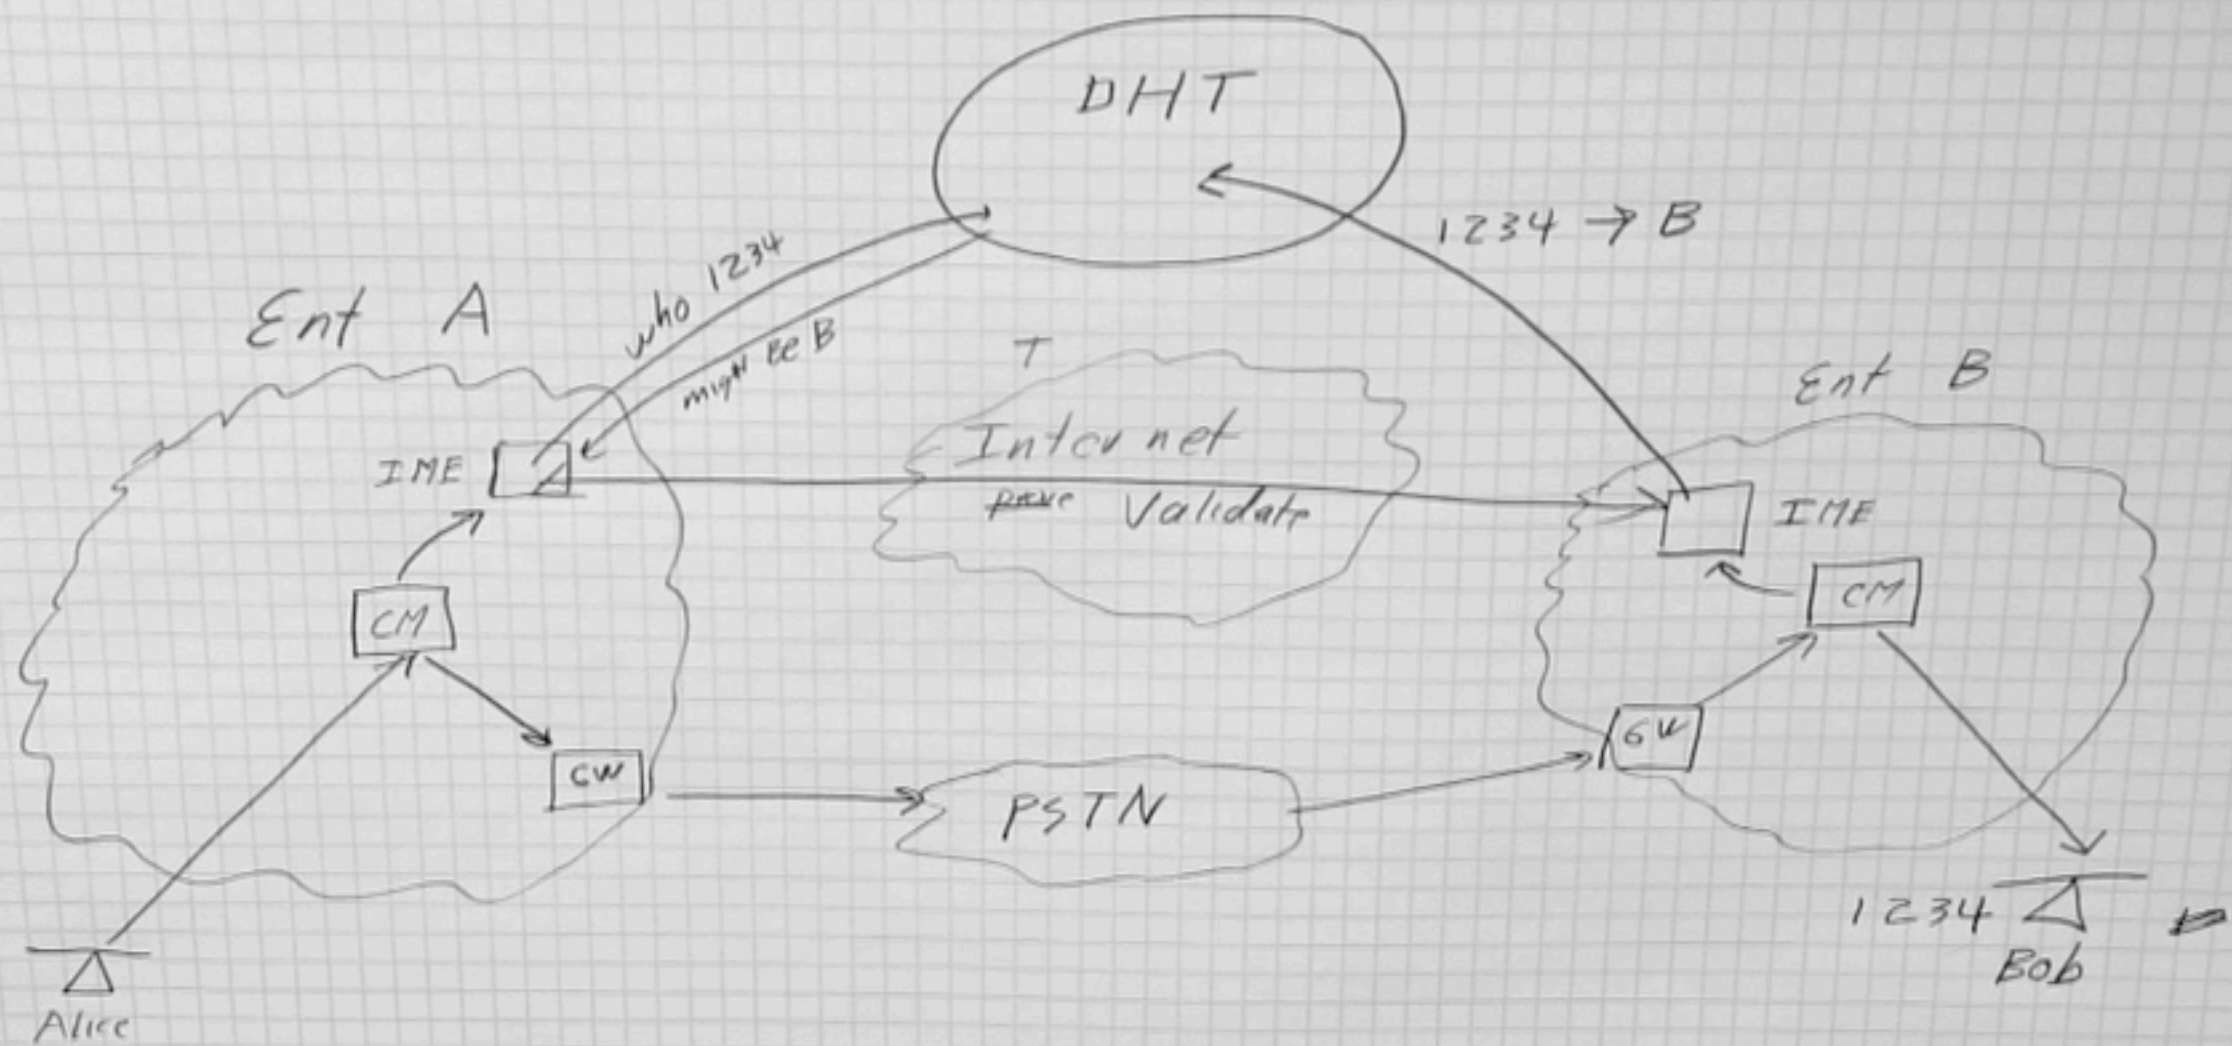 DHT
1234 → B
who 1234
might Be B
Ent A
T
Ent B
Internet
IME
Validate
IME
CM
CM
GW
GW
PSTN
1234
Bob
Alice